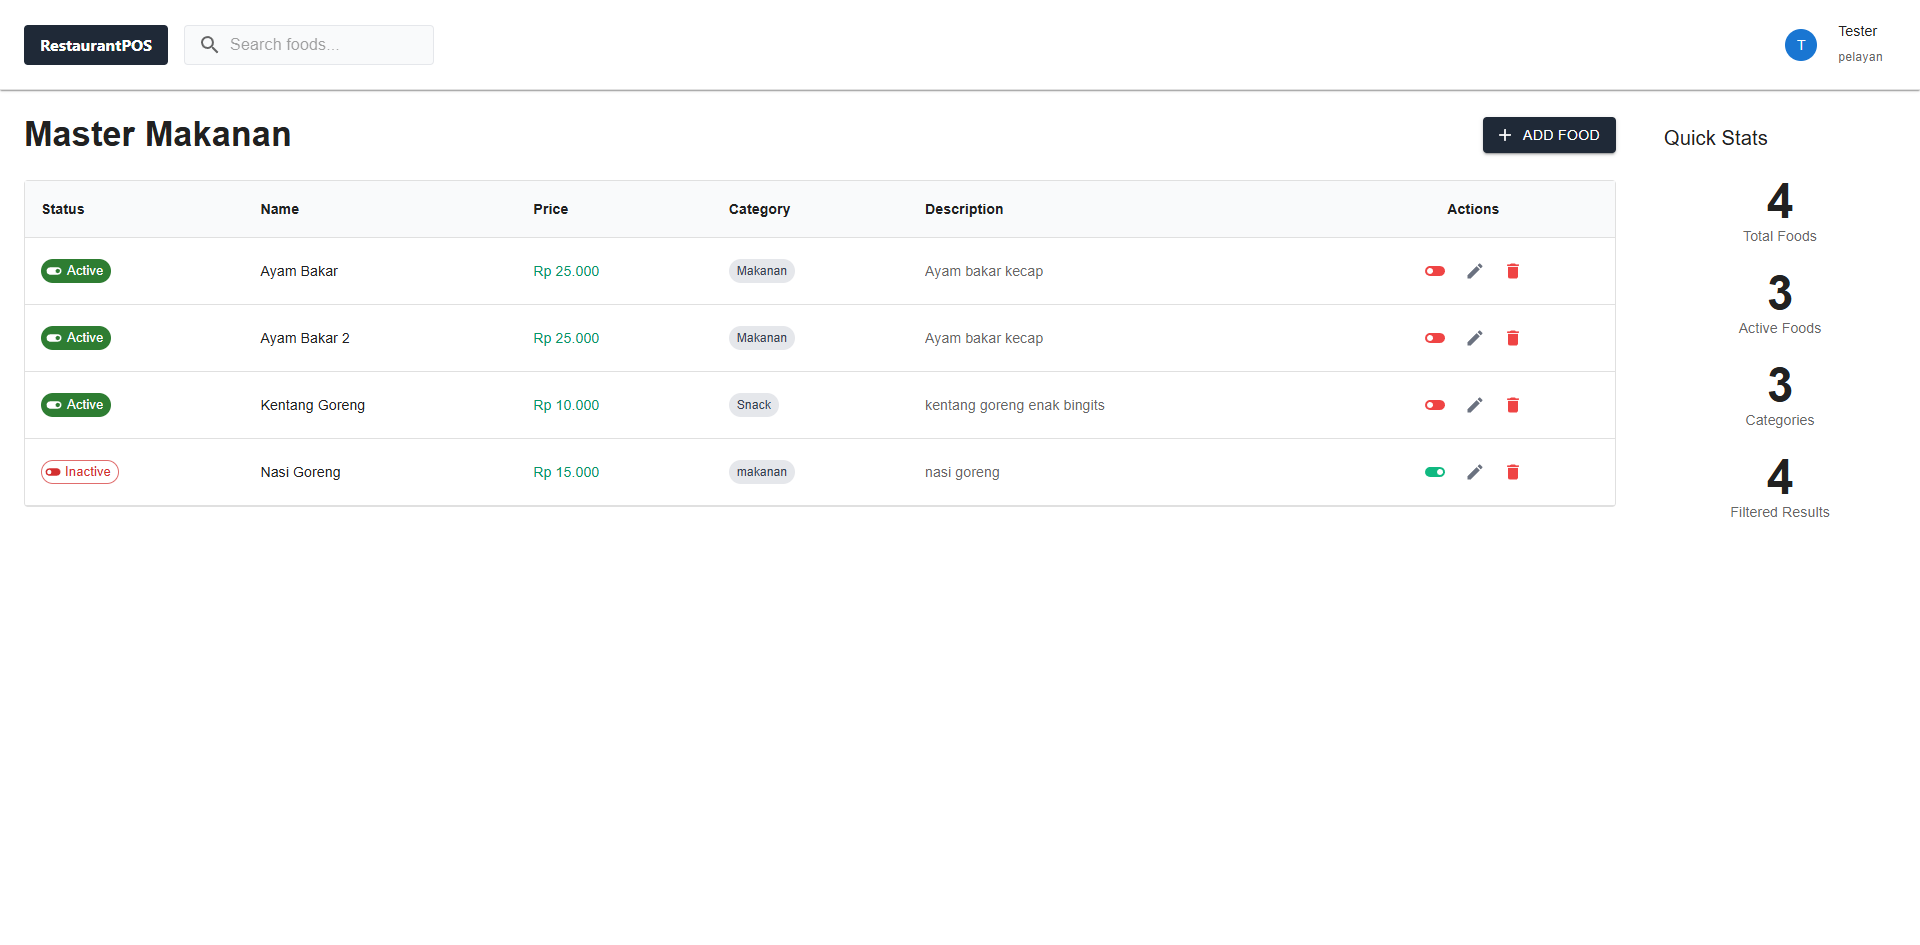 RestaurantPOS
Search foods...
T
Tester
pelayan
Master Makanan
ADD FOOD
Status Name Price Category Description Actions
Active Ayam Bakar Rp 25.000 Makanan Ayam bakar kecap
Active Ayam Bakar 2 Rp 25.000 Makanan Ayam bakar kecap
Active Kentang Goreng Rp 10.000 Snack kentang goreng enak bingits
Inactive Nasi Goreng Rp 15.000 makanan nasi goreng
Quick Stats
4
Total Foods
3
Active Foods
3
Categories
4
Filtered Results